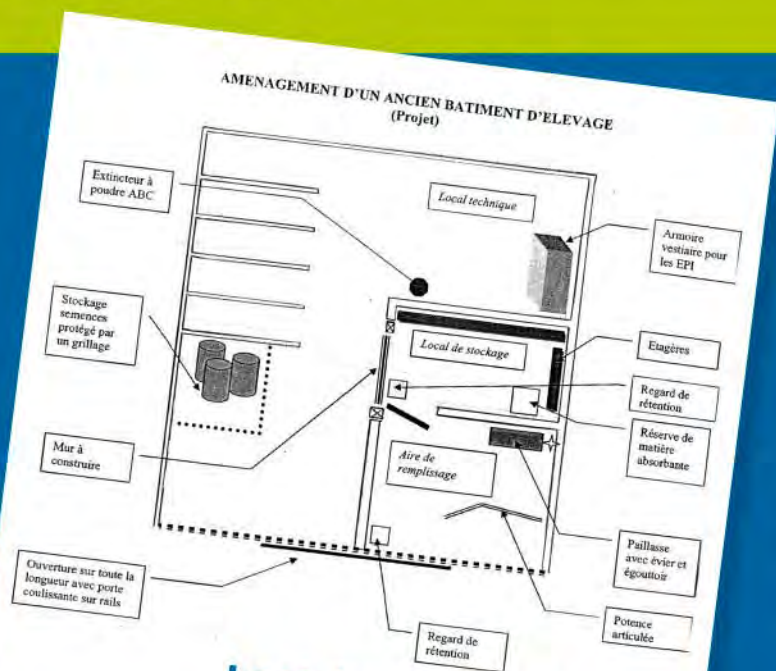 AMENAGEMENT D'UN ANCIEN BATIMENT D'ELEVAGE
(Projet)
Extincteur à
poudre ABC
Local technique
Armoire
vestiaire pour
les EPI
Stockage
semences
protégé par
un grillage
Local de stockage
Etagères
Regard de
rétention
Réserve de
matière
absorbante
Mur à
construire
Aire de
remplissage
Paillasse
avec évier et
égouttoir
Ouverture sur toute la
longueur avec porte
coulissante sur rails
Regard de
rétention
Potence
articulée